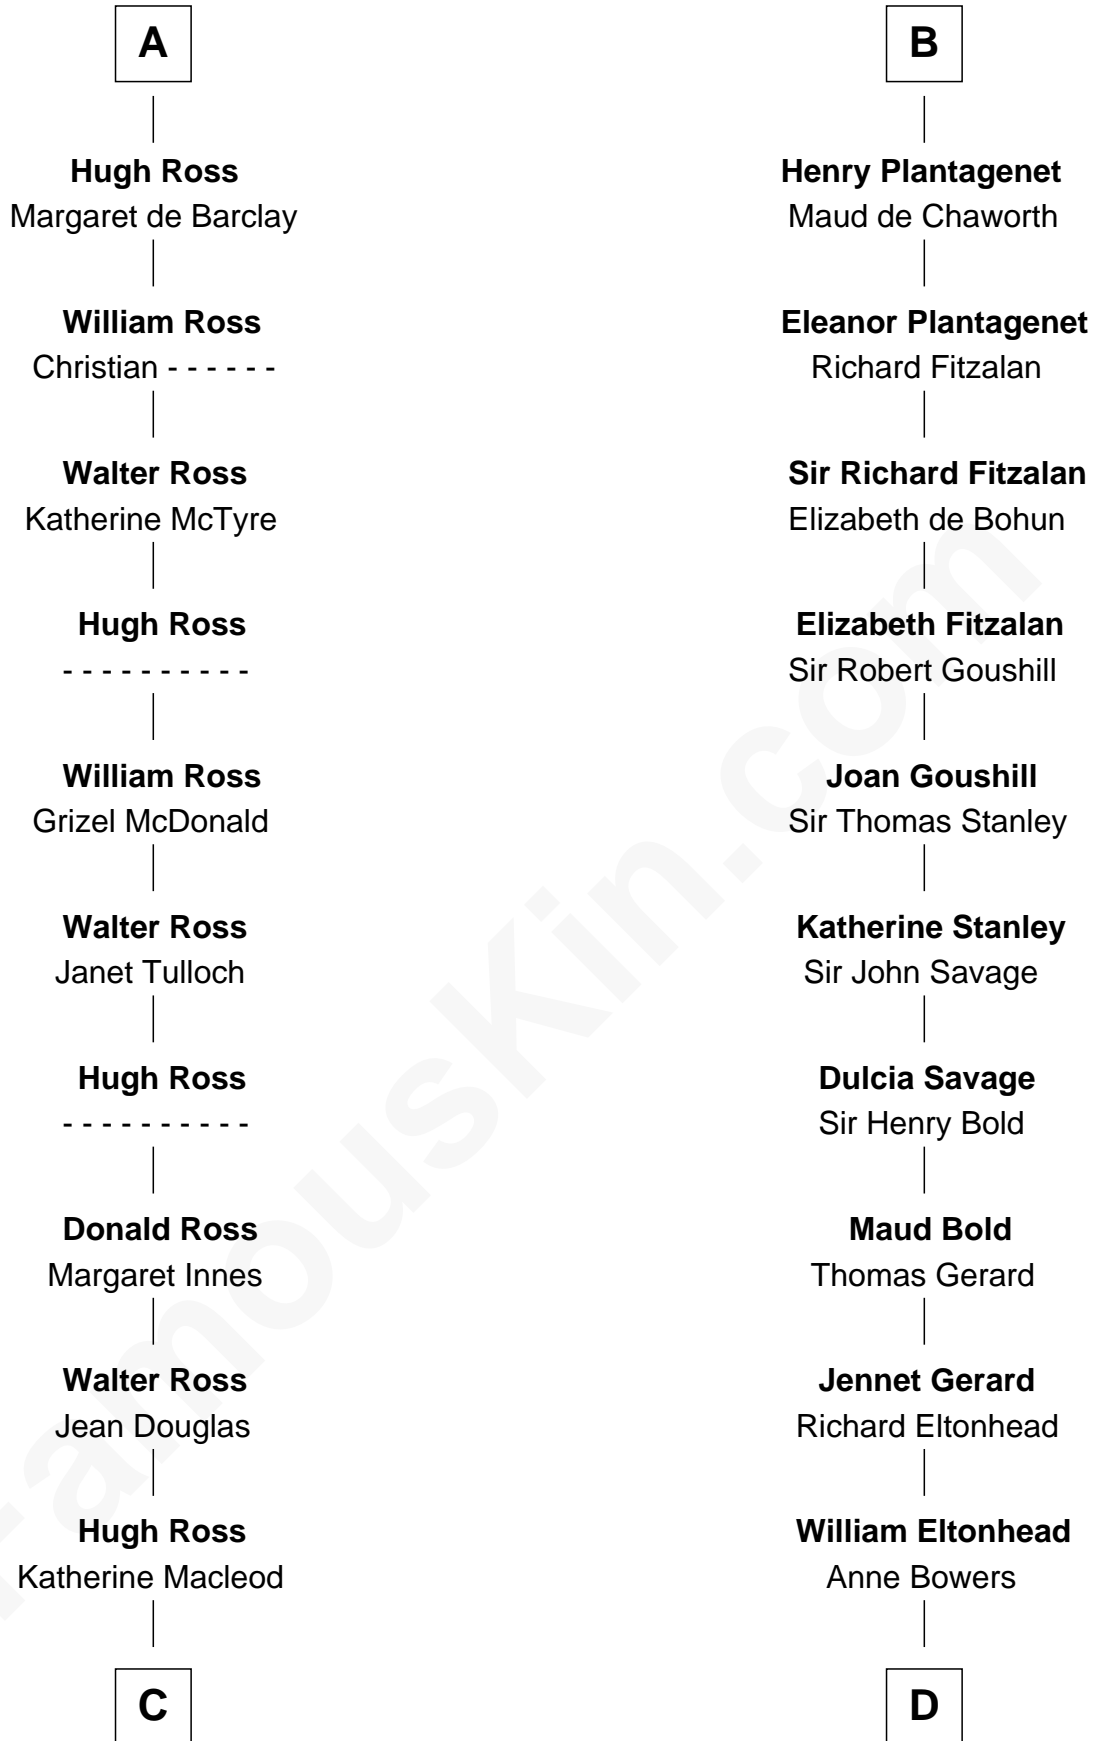 A
Hugh Ross
Margaret de Barclay
William Ross
Christian - - - - - -
Walter Ross
Katherine McTyre
Hugh Ross
- - - - - - - - - -
William Ross
Grizel McDonald
Walter Ross
Janet Tulloch
Hugh Ross
- - - - - - - - - -
Donald Ross
Margaret Innes
Walter Ross
Jean Douglas
Hugh Ross
Katherine Macleod
C
B
Henry Plantagenet
Maud de Chaworth
Eleanor Plantagenet
Richard Fitzalan
Sir Richard Fitzalan
Elizabeth de Bohun
Elizabeth Fitzalan
Sir Robert Goushill
Joan Goushill
Sir Thomas Stanley
Katherine Stanley
Sir John Savage
Dulcia Savage
Sir Henry Bold
Maud Bold
Thomas Gerard
Jennet Gerard
Richard Eltonhead
William Eltonhead
Anne Bowers
D
FamousKin.com